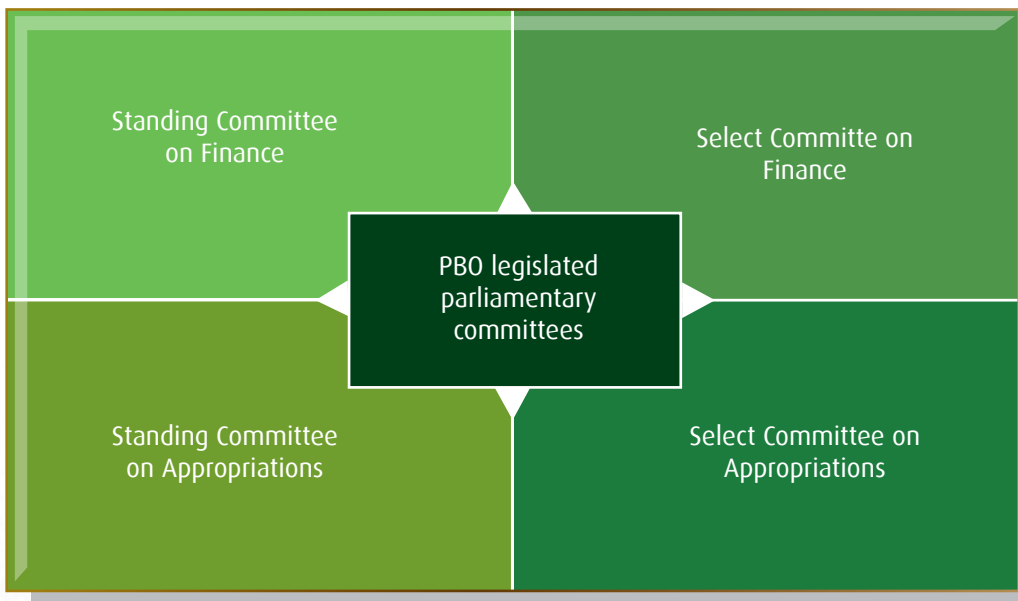 Standing Committee
on Finance
Select Committe on
Finance
PBO legislated
parliamentary
committees
Standing Committee
on Appropriations
Select Committee on
Appropriations